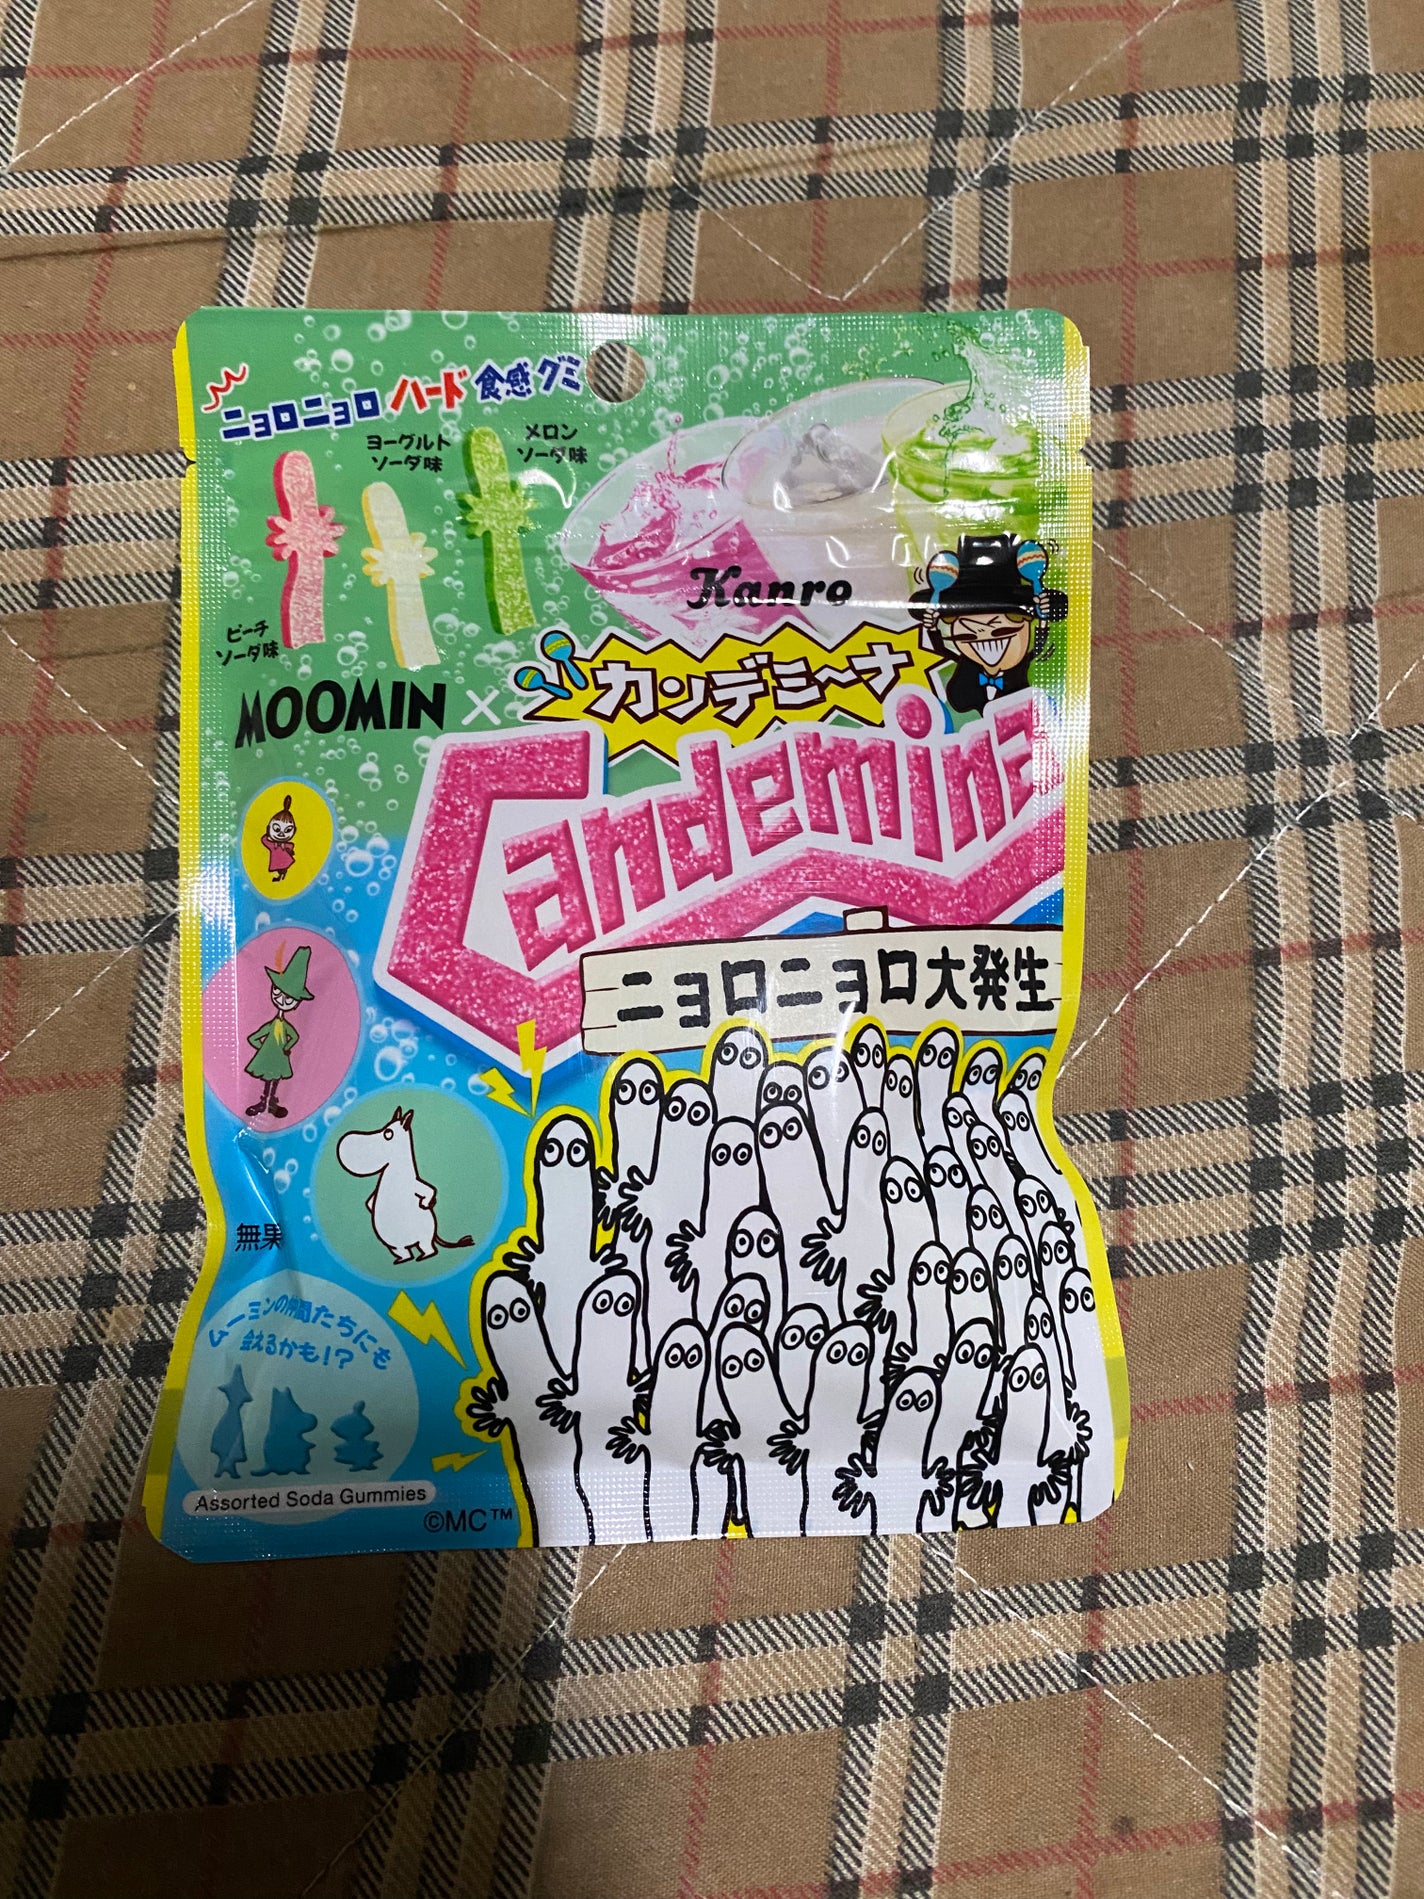 ニョロニョロハード食感グミ
ヨーグルト
ソーダ味
メロン
ソーダ味
ピーチ
ソーダ味
Kanro
MOOMIN ×
カンデミーナ
Candemina
ニョロニョロ大発生
無果
ムーミンの仲間たちにも
会えるかも!?
Assorted Soda Gummies
©MC™